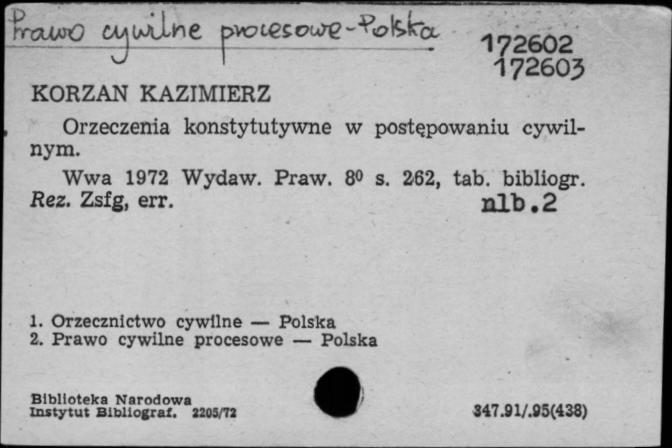 Prawo cywilne procesowe-Polska
172602
172603
KORZAN KAZIMIERZ
Orzeczenia konstytutywne w postępowaniu cywil-
nym.
Wwa 1972 Wydaw. Praw. 8⁰ s. 262, tab. bibliogr.
Rez. Zsfg, err. nlb.2
1. Orzecznictwo cywilne — Polska
2. Prawo cywilne procesowe — Polska
Biblioteka Narodowa
Instytut Bibliograf. 2205/72 347.91/.95(438)